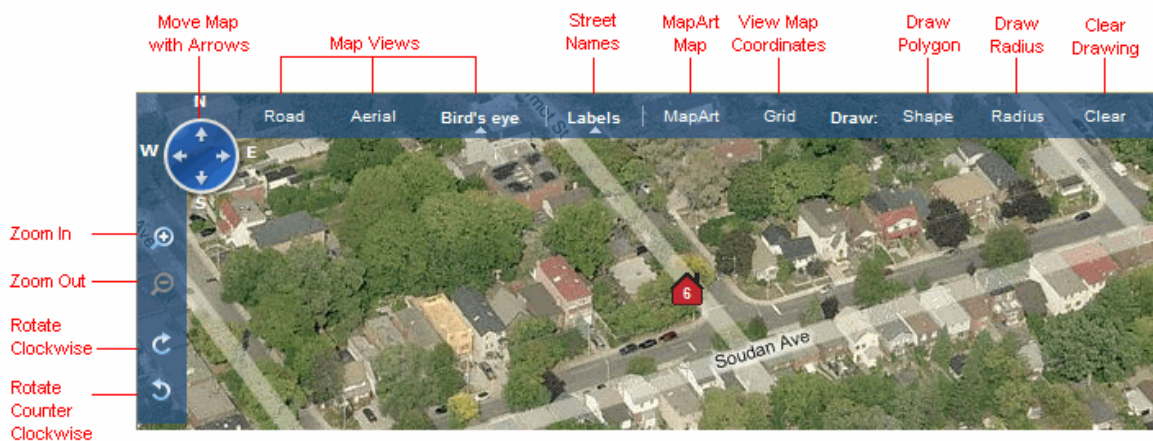 Move Map
with Arrows
Map Views
Street
Names
MapArt
Map
View Map
Coordinates
Draw
Polygon
Draw
Radius
Clear
Drawing
N
W
E
S
Road
Aerial
Bird's eye
Labels
MapArt
Grid
Draw:
Shape
Radius
Clear
Zoom In
Zoom Out
Rotate
Clockwise
Rotate
Counter
Clockwise
Ave
6
Soudan Ave